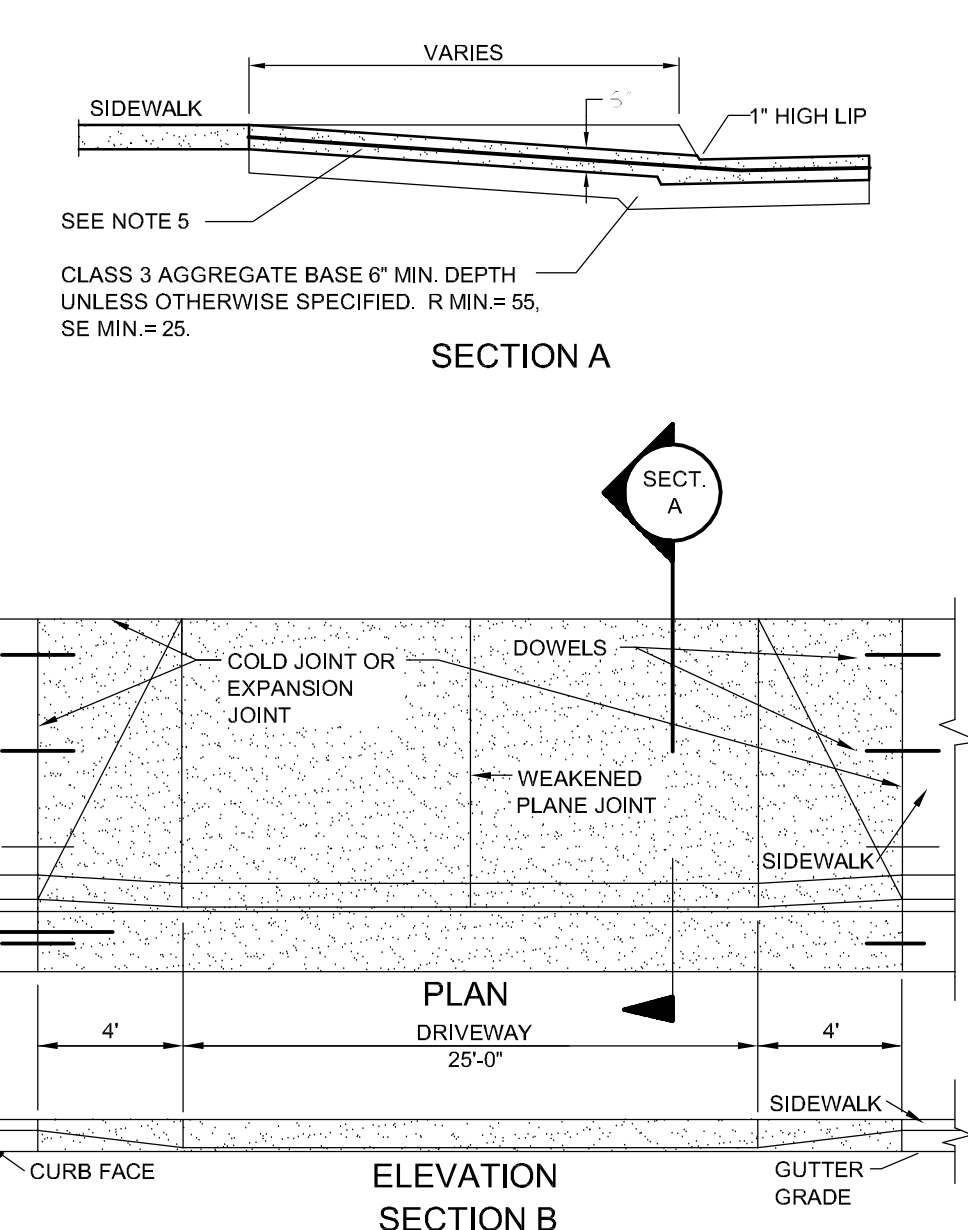 VARIES
SIDEWALK
1" HIGH LIP
SEE NOTE 5
CLASS 3 AGGREGATE BASE 6" MIN. DEPTH
UNLESS OTHERWISE SPECIFIED. R MIN.= 55,
SE MIN.= 25.
SECTION A
SECT.
A
COLD JOINT OR
EXPANSION
JOINT
DOWELS
WEAKENED
PLANE JOINT
SIDEWALK
PLAN
4'
DRIVEWAY
25'-0"
4'
SIDEWALK
CURB FACE
ELEVATION
GUTTER
GRADE
SECTION B